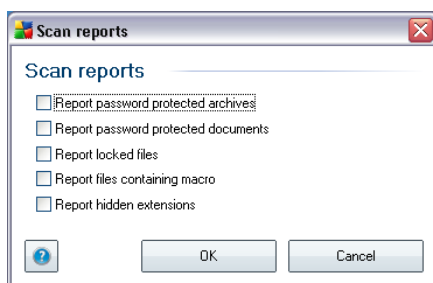 Scan reports
Scan reports
Report password protected archives
Report password protected documents
Report locked files
Report files containing macro
Report hidden extensions
? OK Cancel